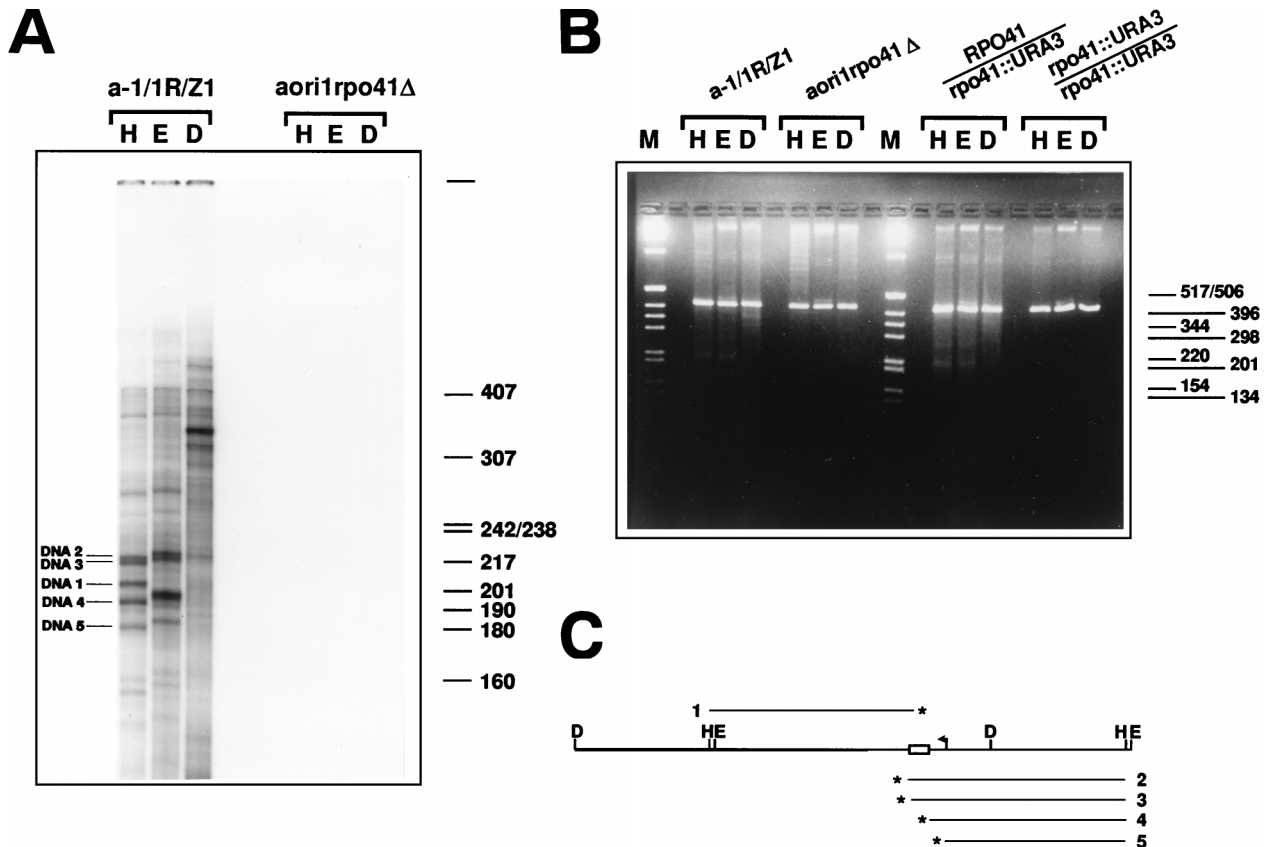 A
a-1/1R/Z1
aori1rpo41Δ
H E D
H E D
407
307
242/238
217
201
190
180
160
DNA 2
DNA 3
DNA 1
DNA 4
DNA 5
B
a-1/1R/Z1
aori1rpo41Δ
RPO41
rpo41::URA3
rpo41::URA3
rpo41::URA3
M H E D H E D M H E D H E D
517/506
396
344
298
220
201
154
134
C
1 *
D HE D HE
* 2
* 3
* 4
* 5